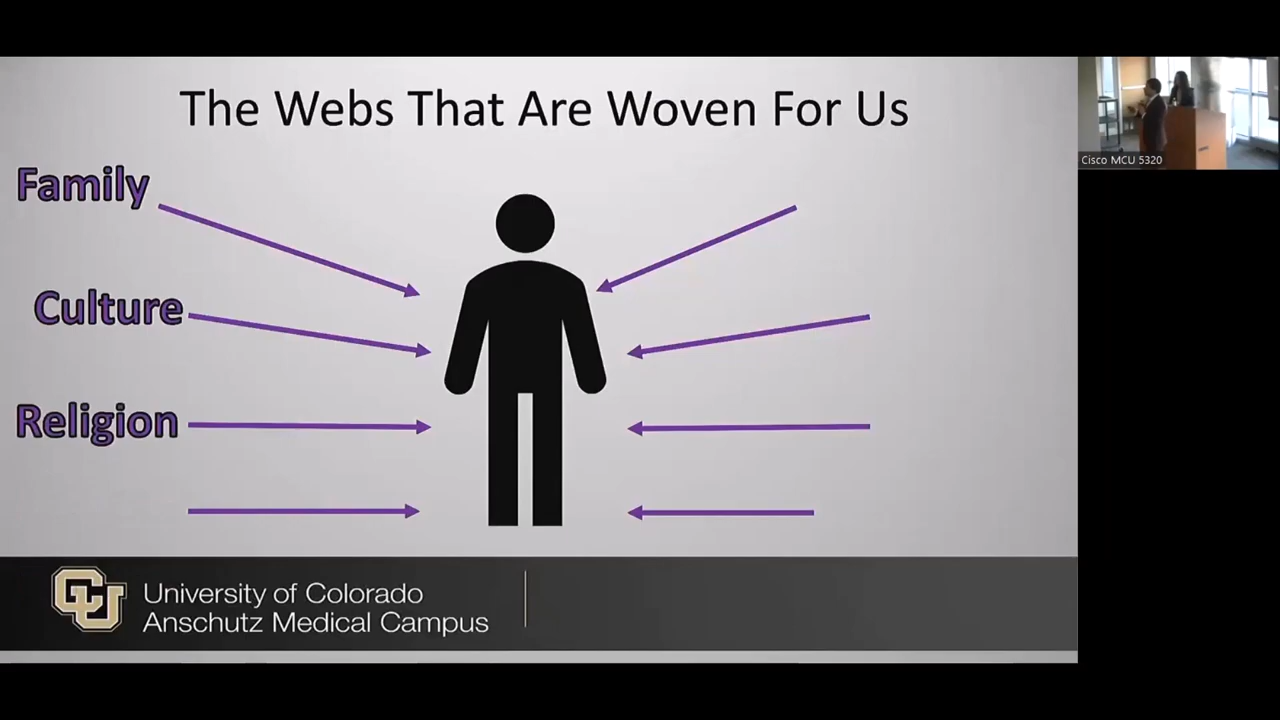 The Webs That Are Woven For Us
Family
Culture
Religion
CU
University of Colorado
Anschutz Medical Campus
Cisco MCU 5320